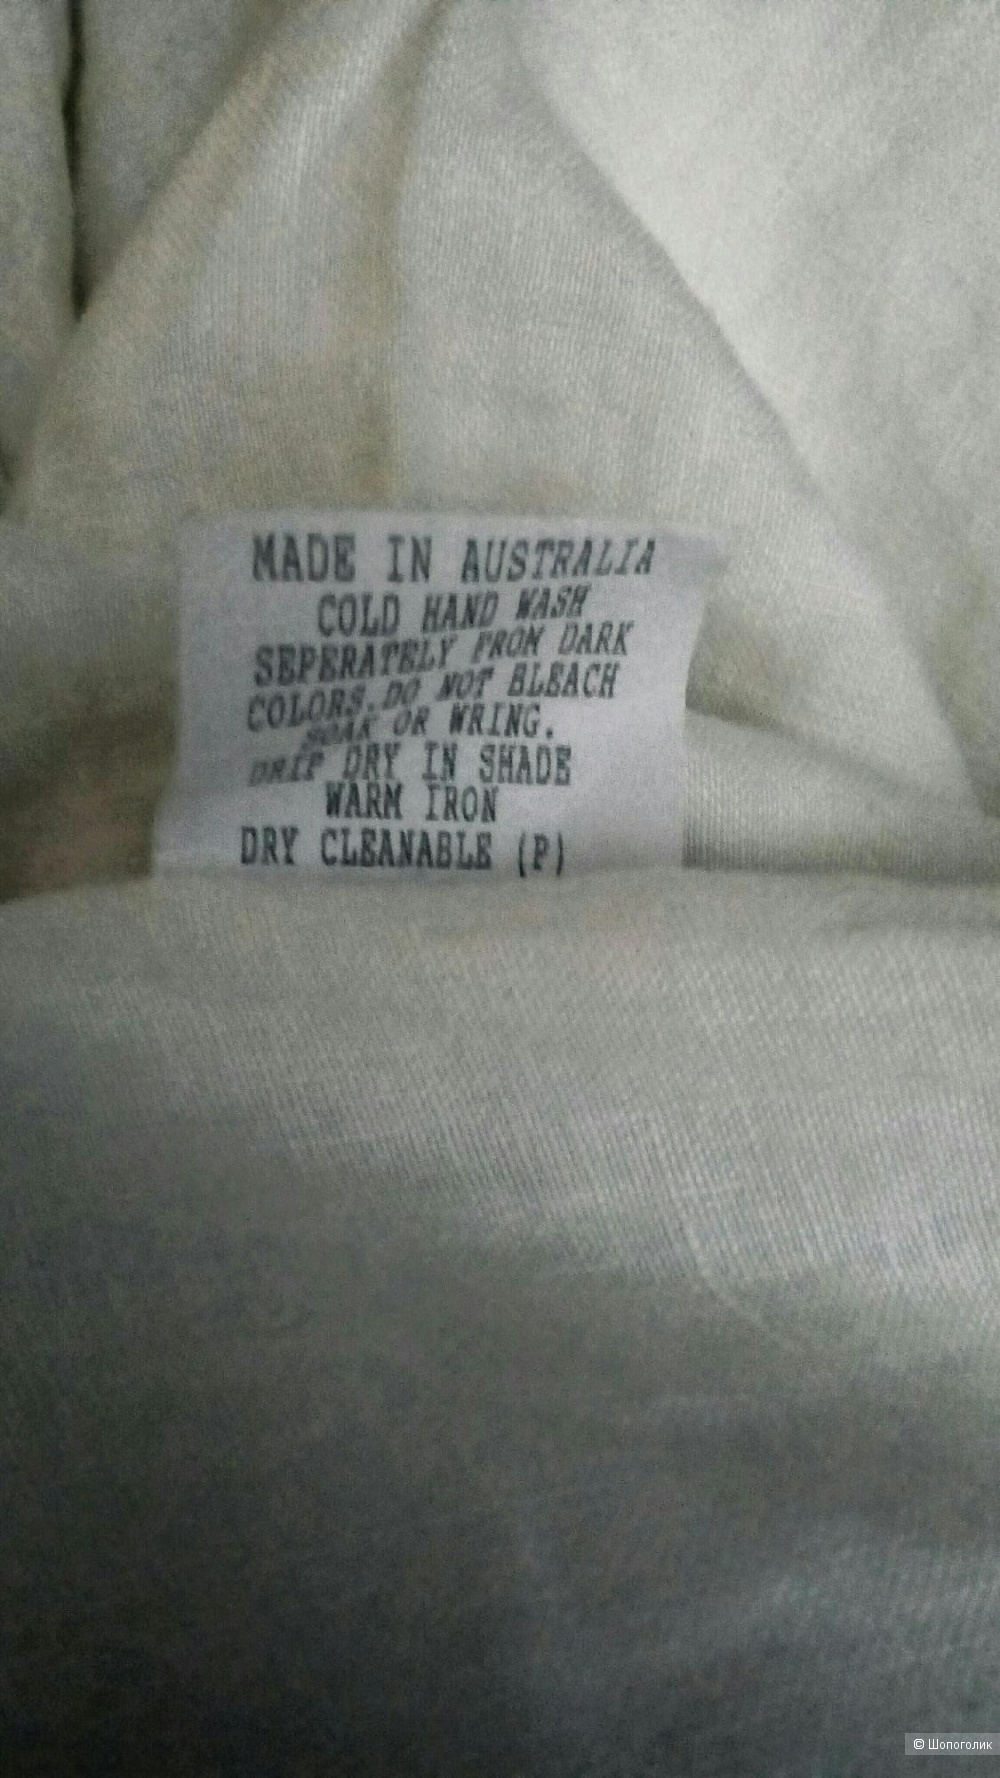 MADE IN AUSTRALIA
COLD HAND WASH
SEPERATELY FROM DARK
COLORS.DO NOT BLEACH
SOAK OR WRING.
DRIP DRY IN SHADE
WARM IRON
DRY CLEANABLE (P)
© Шопоголик